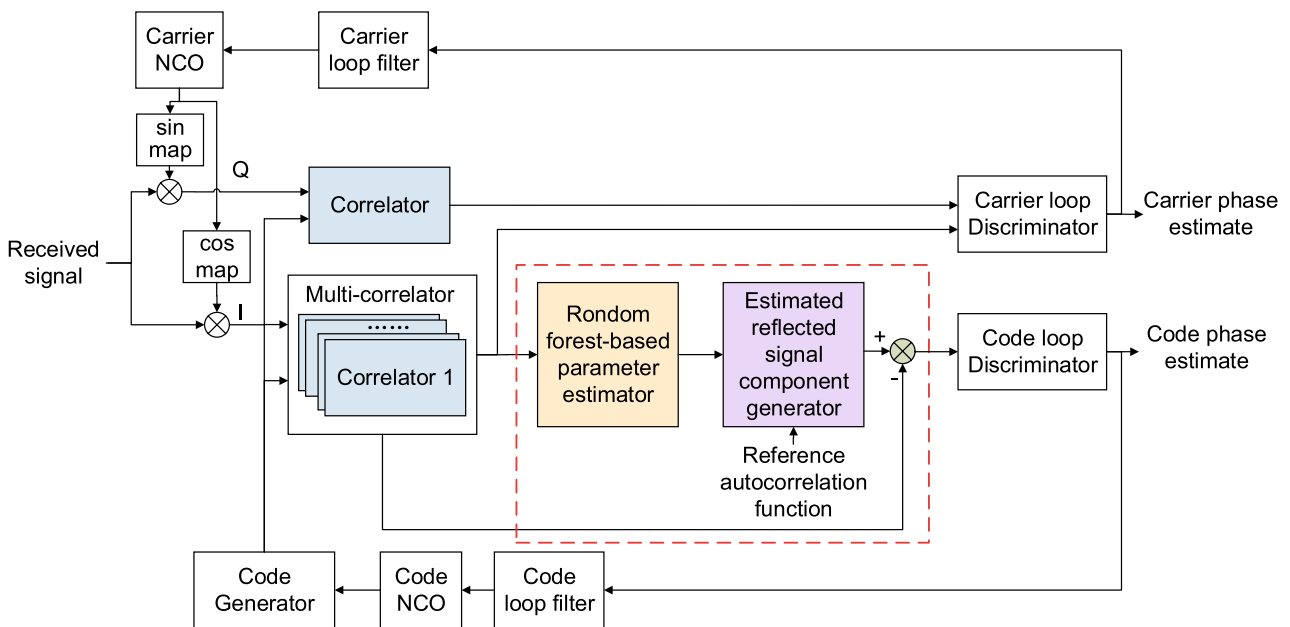 Carrier
NCO
Carrier
loop filter
sin
map
Q
Correlator
Carrier loop
Discriminator
Carrier phase
estimate
Received
signal
cos
map
I
Multi-correlator
......
Correlator 1
Rondom
forest-based
parameter
estimator
Estimated
reflected
signal
component
generator
+
-
Code loop
Discriminator
Code phase
estimate
Reference
autocorrelation
function
Code
Generator
Code
NCO
Code
loop filter